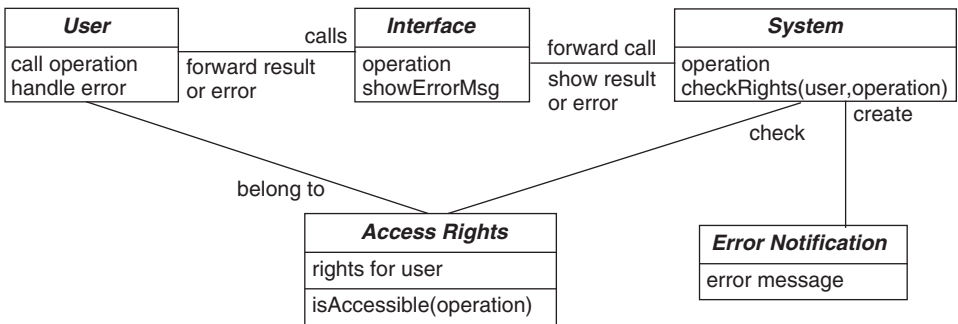 User
call operation
handle error
calls
forward result
or error
Interface
operation
showErrorMsg
forward call
show result
or error
System
operation
checkRights(user,operation)
check
create
belong to
Access Rights
rights for user
isAccessible(operation)
Error Notification
error message